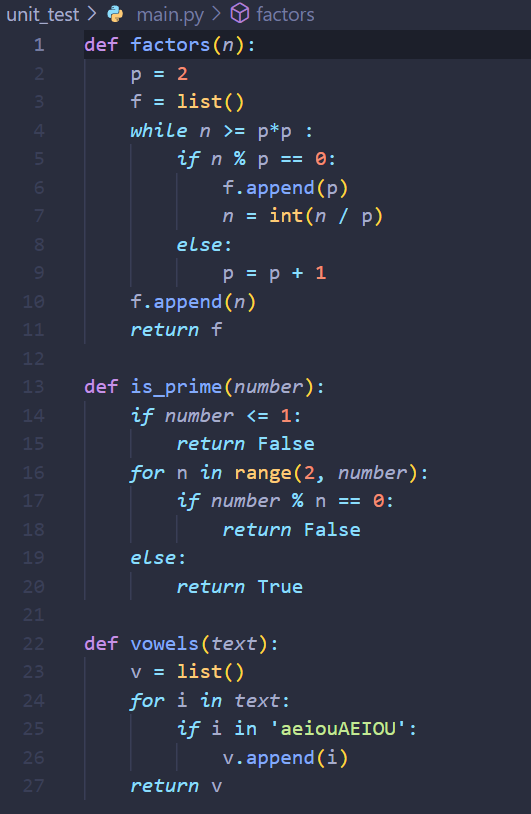 unit_test > main.py > factors
1 def factors(n):
2     p = 2
3     f = list()
4     while n >= p*p :
5         if n % p == 0:
6             f.append(p)
7             n = int(n / p)
8         else:
9             p = p + 1
10     f.append(n)
11     return f
12
13 def is_prime(number):
14     if number <= 1:
15         return False
16     for n in range(2, number):
17         if number % n == 0:
18             return False
19     else:
20         return True
21
22 def vowels(text):
23     v = list()
24     for i in text:
25         if i in 'aeiouAEIOU':
26             v.append(i)
27     return v